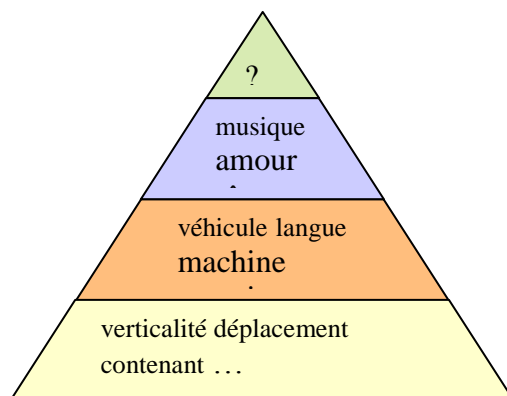 ?
musique
amour
véhicule langue
machine
verticalité déplacement
contenant …